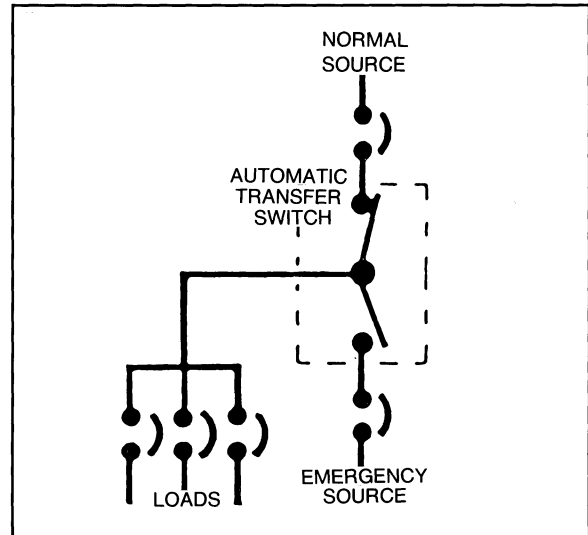 NORMAL
SOURCE
AUTOMATIC
TRANSFER
SWITCH
LOADS
EMERGENCY
SOURCE